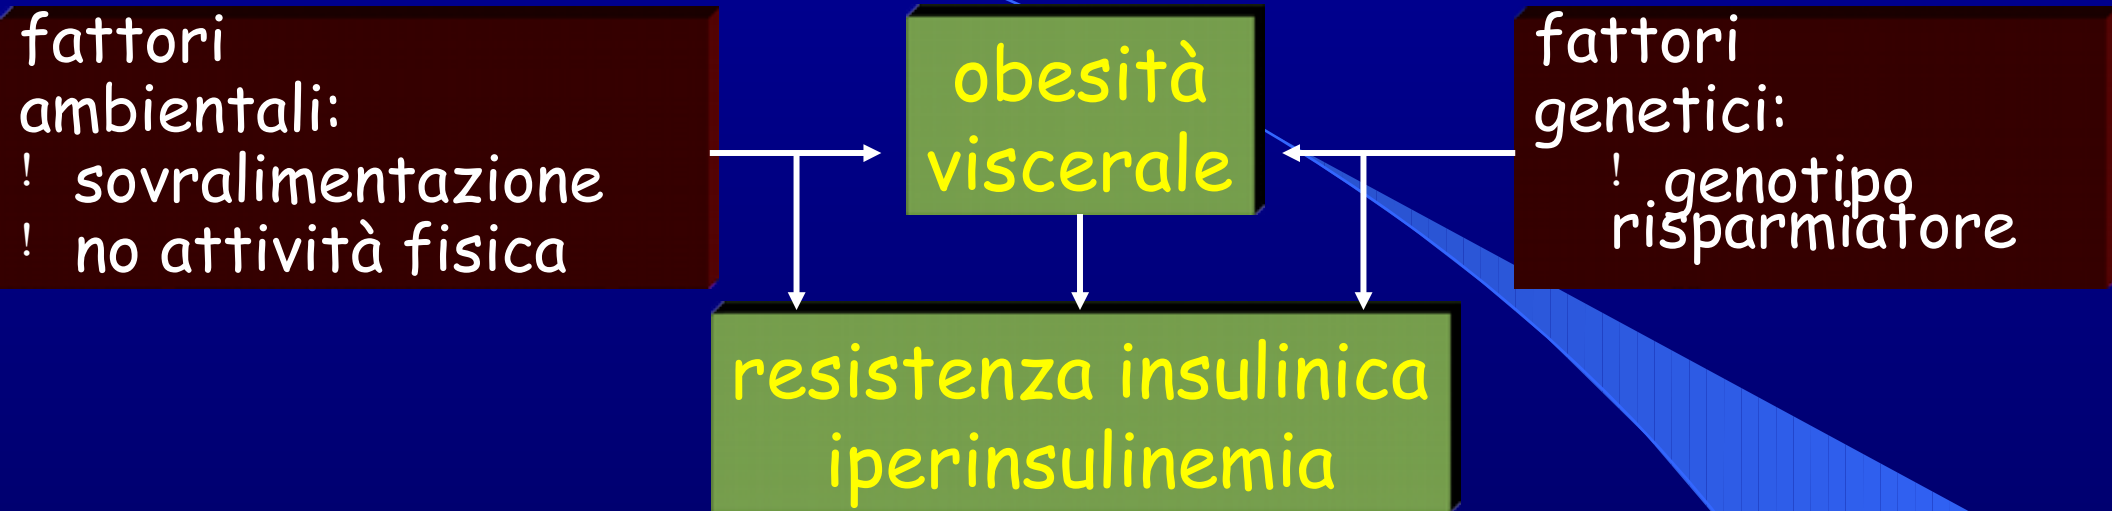 fattori
ambientali:
! sovralimentazione
! no attività fisica
obesità
viscerale
fattori
genetici:
! genotipo
risparmiatore
resistenza insulinica
iperinsulinemia